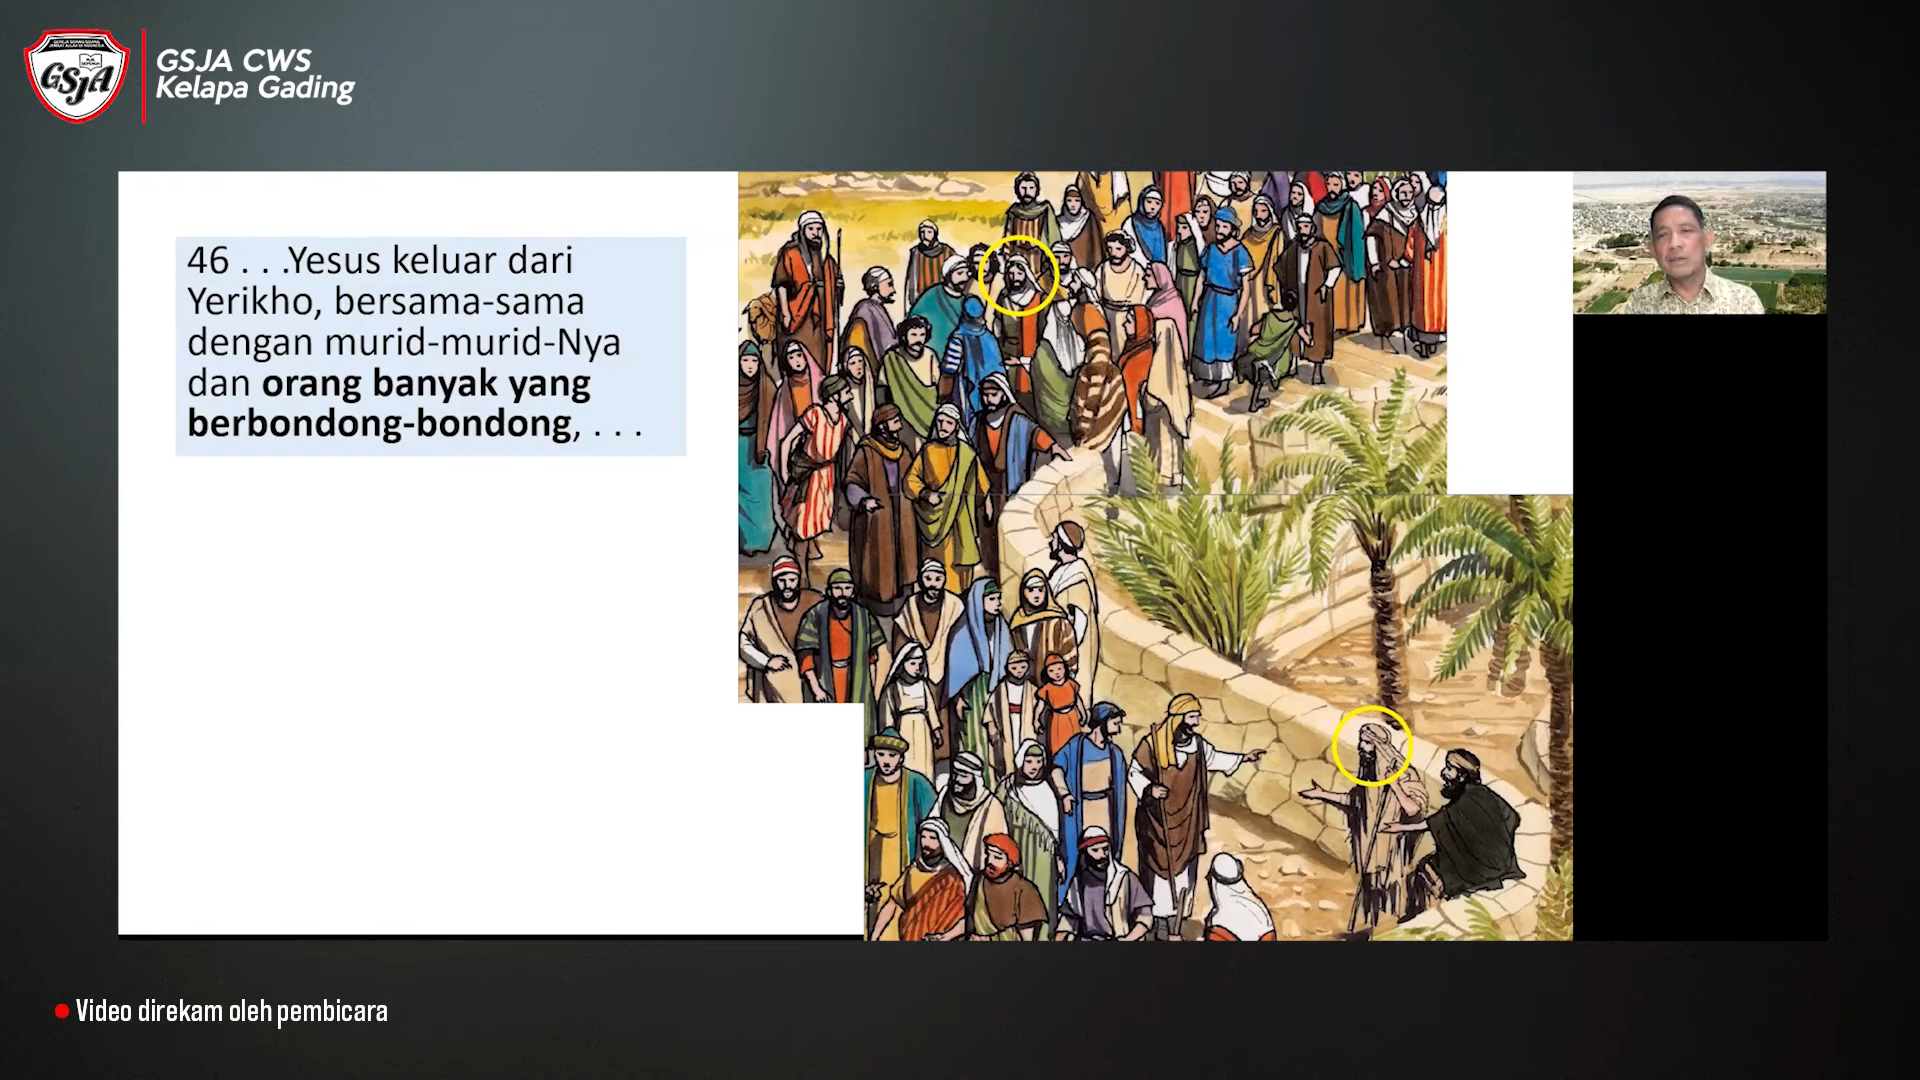 GSJA
GSJA CWS
Kelapa Gading
46 . . .Yesus keluar dari
Yerikho, bersama-sama
dengan murid-murid-Nya
dan orang banyak yang
berbondong-bondong, . . .
Video direkam oleh pembicara